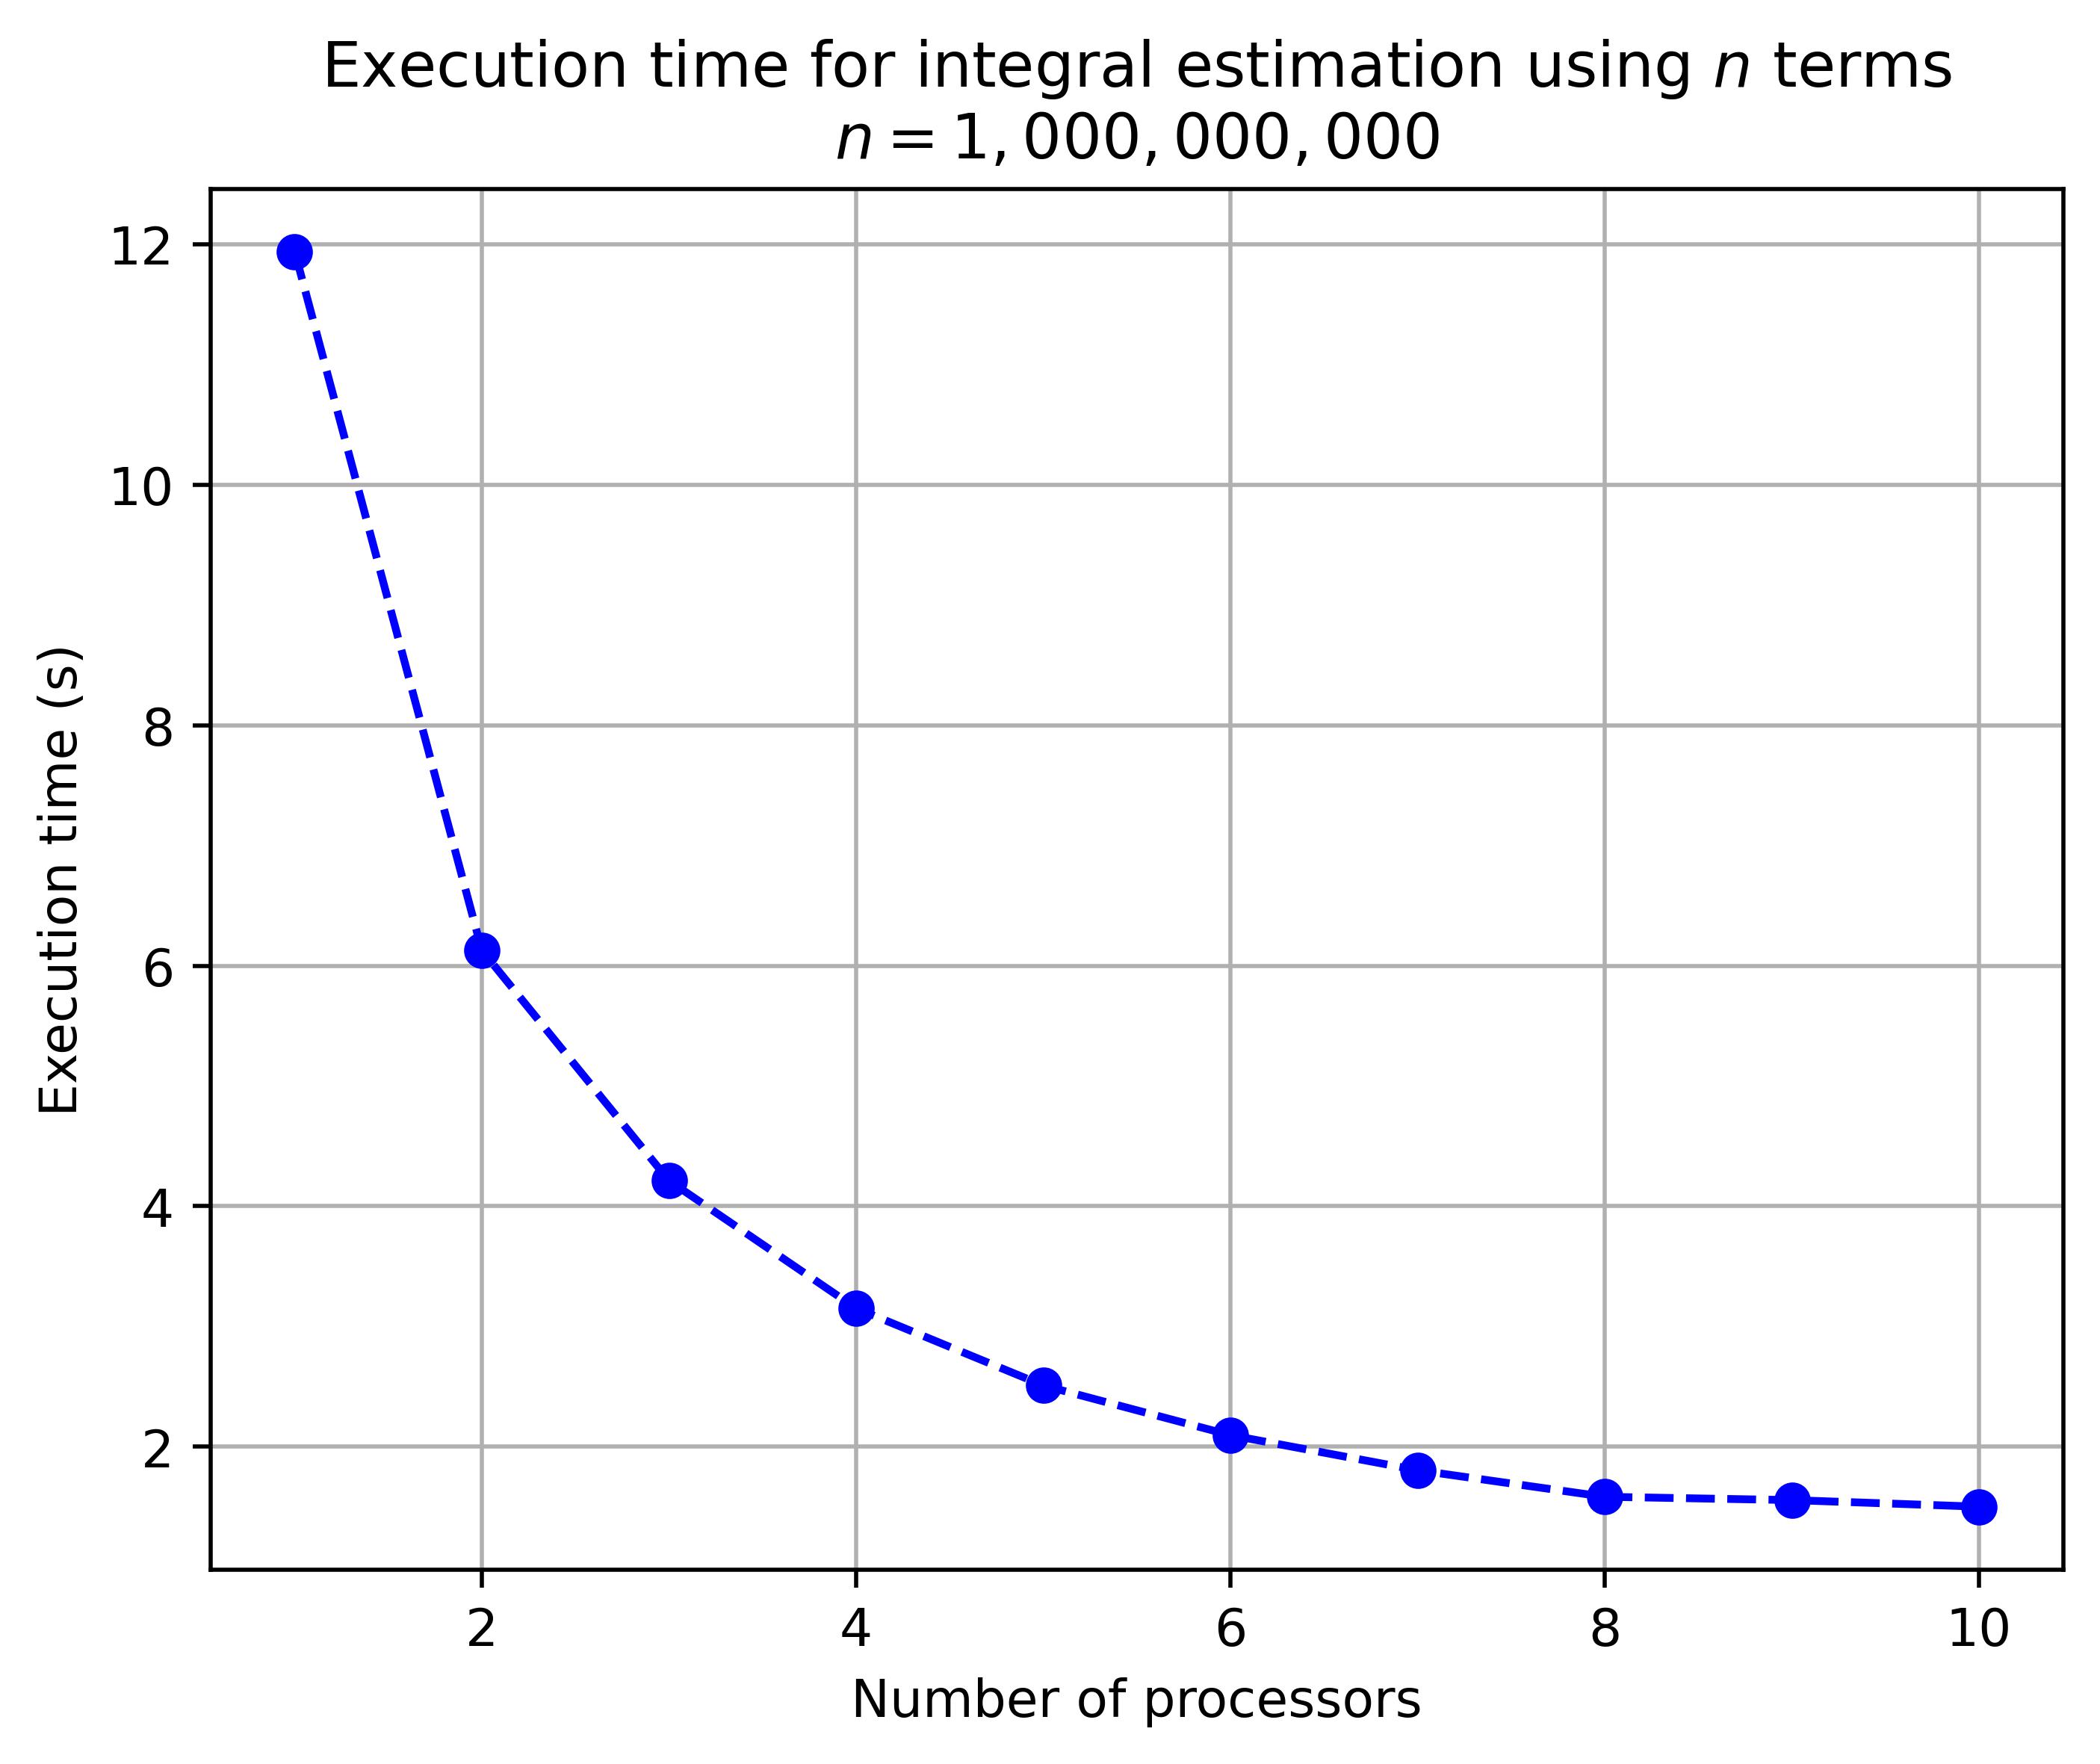 Execution time for integral estimation using n terms
n = 1,000,000,000
Execution time (s)
12
10
8
6
4
2
2 4 6 8 10
Number of processors